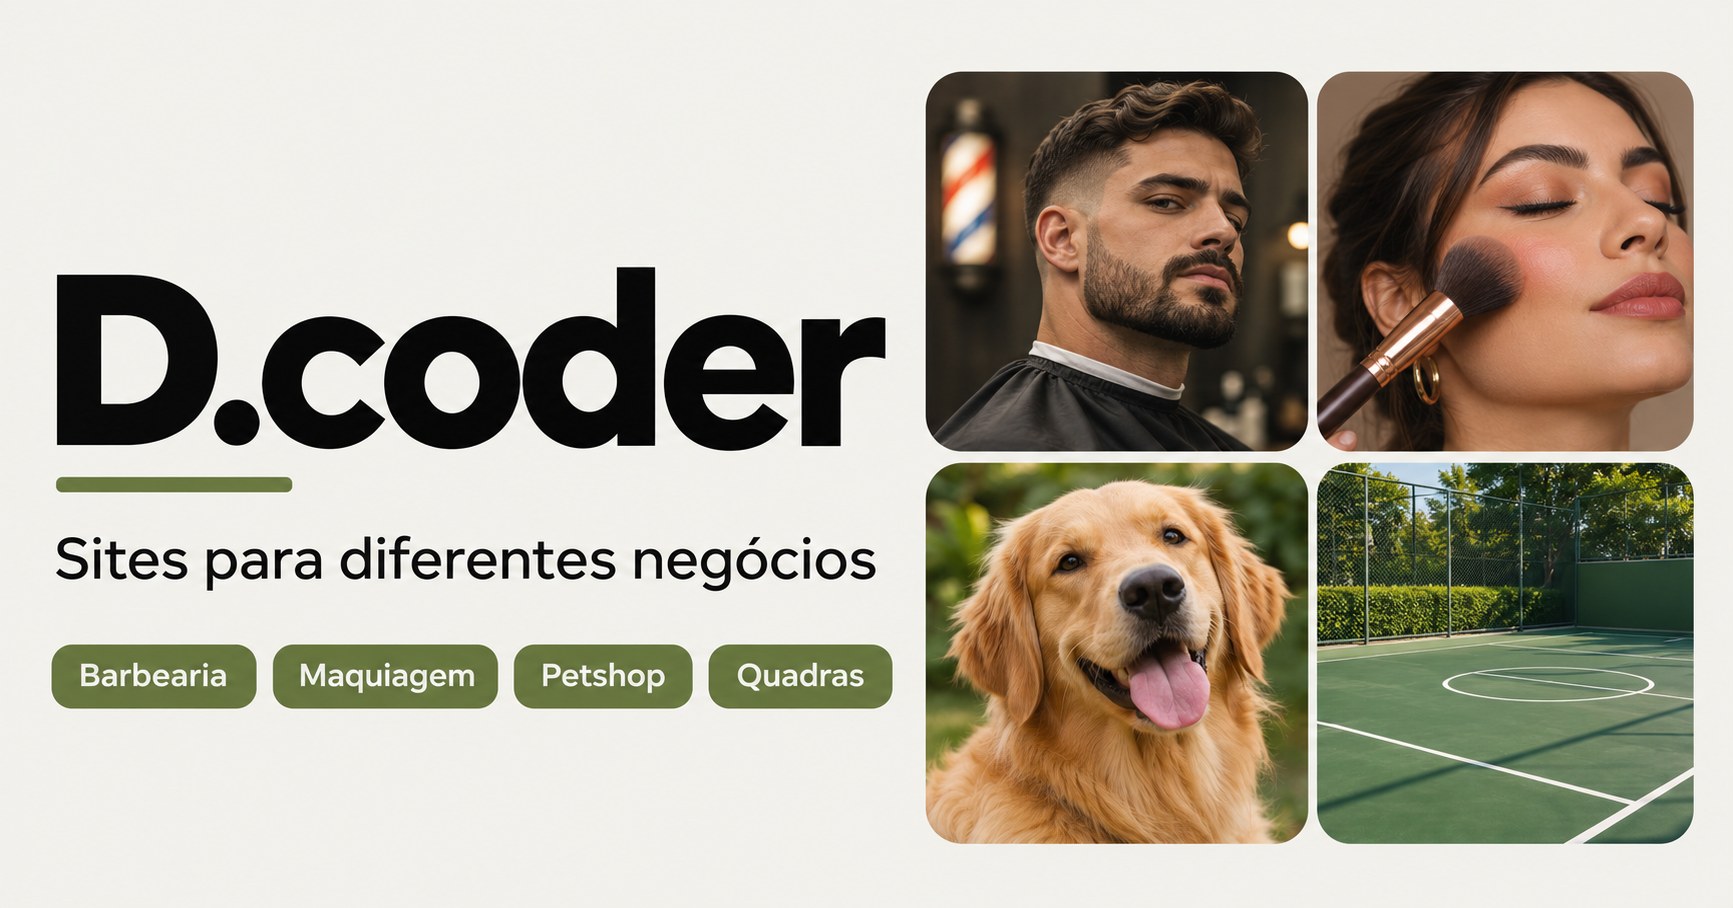 D.coder
Sites para diferentes negócios
Barbearia
Maquiagem
Petshop
Quadras